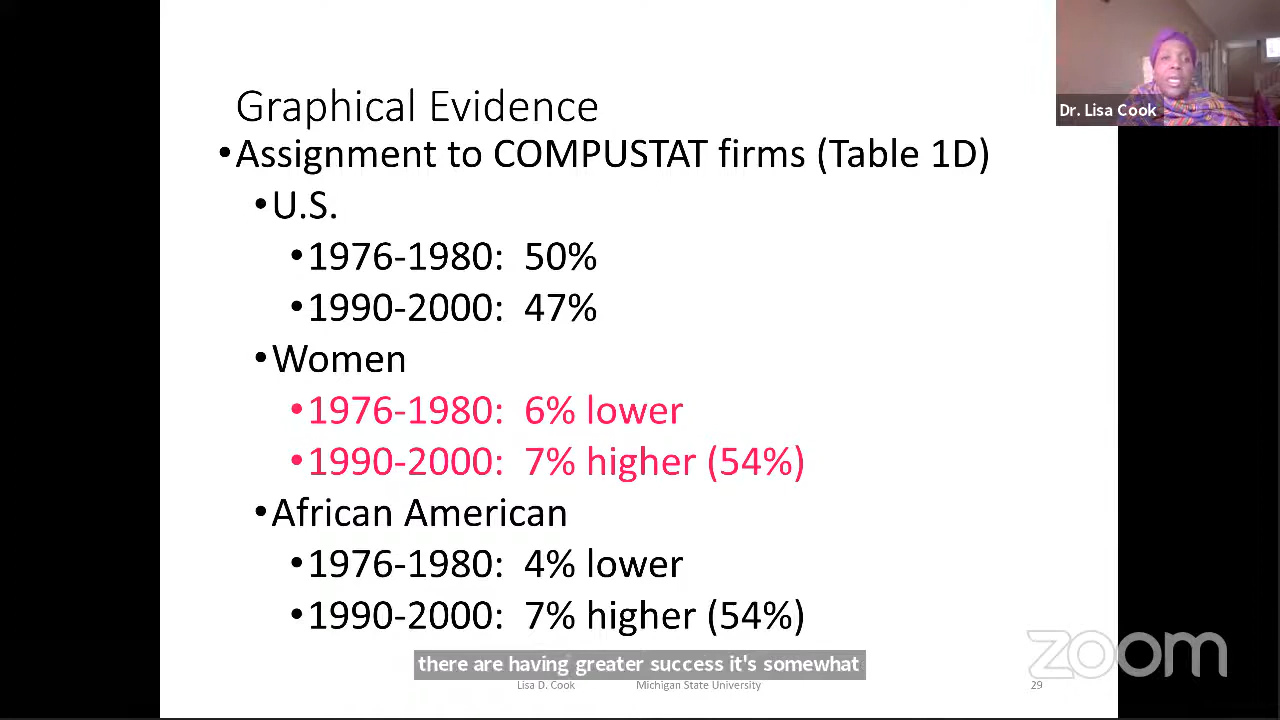 Graphical Evidence
•Assignment to COMPUSTAT firms (Table 1D)
•U.S.
•1976-1980: 50%
•1990-2000: 47%
•Women
•1976-1980: 6% lower
•1990-2000: 7% higher (54%)
•African American
•1976-1980: 4% lower
•1990-2000: 7% higher (54%)
there are having greater success it's somewhat
Lisa D. Cook Michigan State University 29
Dr. Lisa Cook
zoom